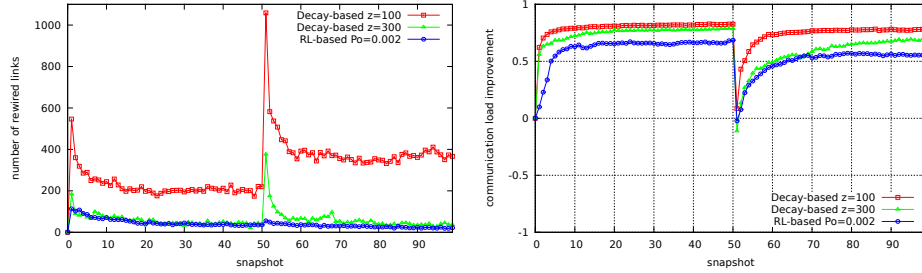 Decay-based z=100
Decay-based z=300
RL-based Po=0.002
number of rewired links
1000
800
600
400
200
0
0 10 20 30 40 50 60 70 80 90
snapshot
communication load improvement
1
0.5
0
-0.5
-1
Decay-based z=100
Decay-based z=300
RL-based Po=0.002
0 10 20 30 40 50 60 70 80 90
snapshot